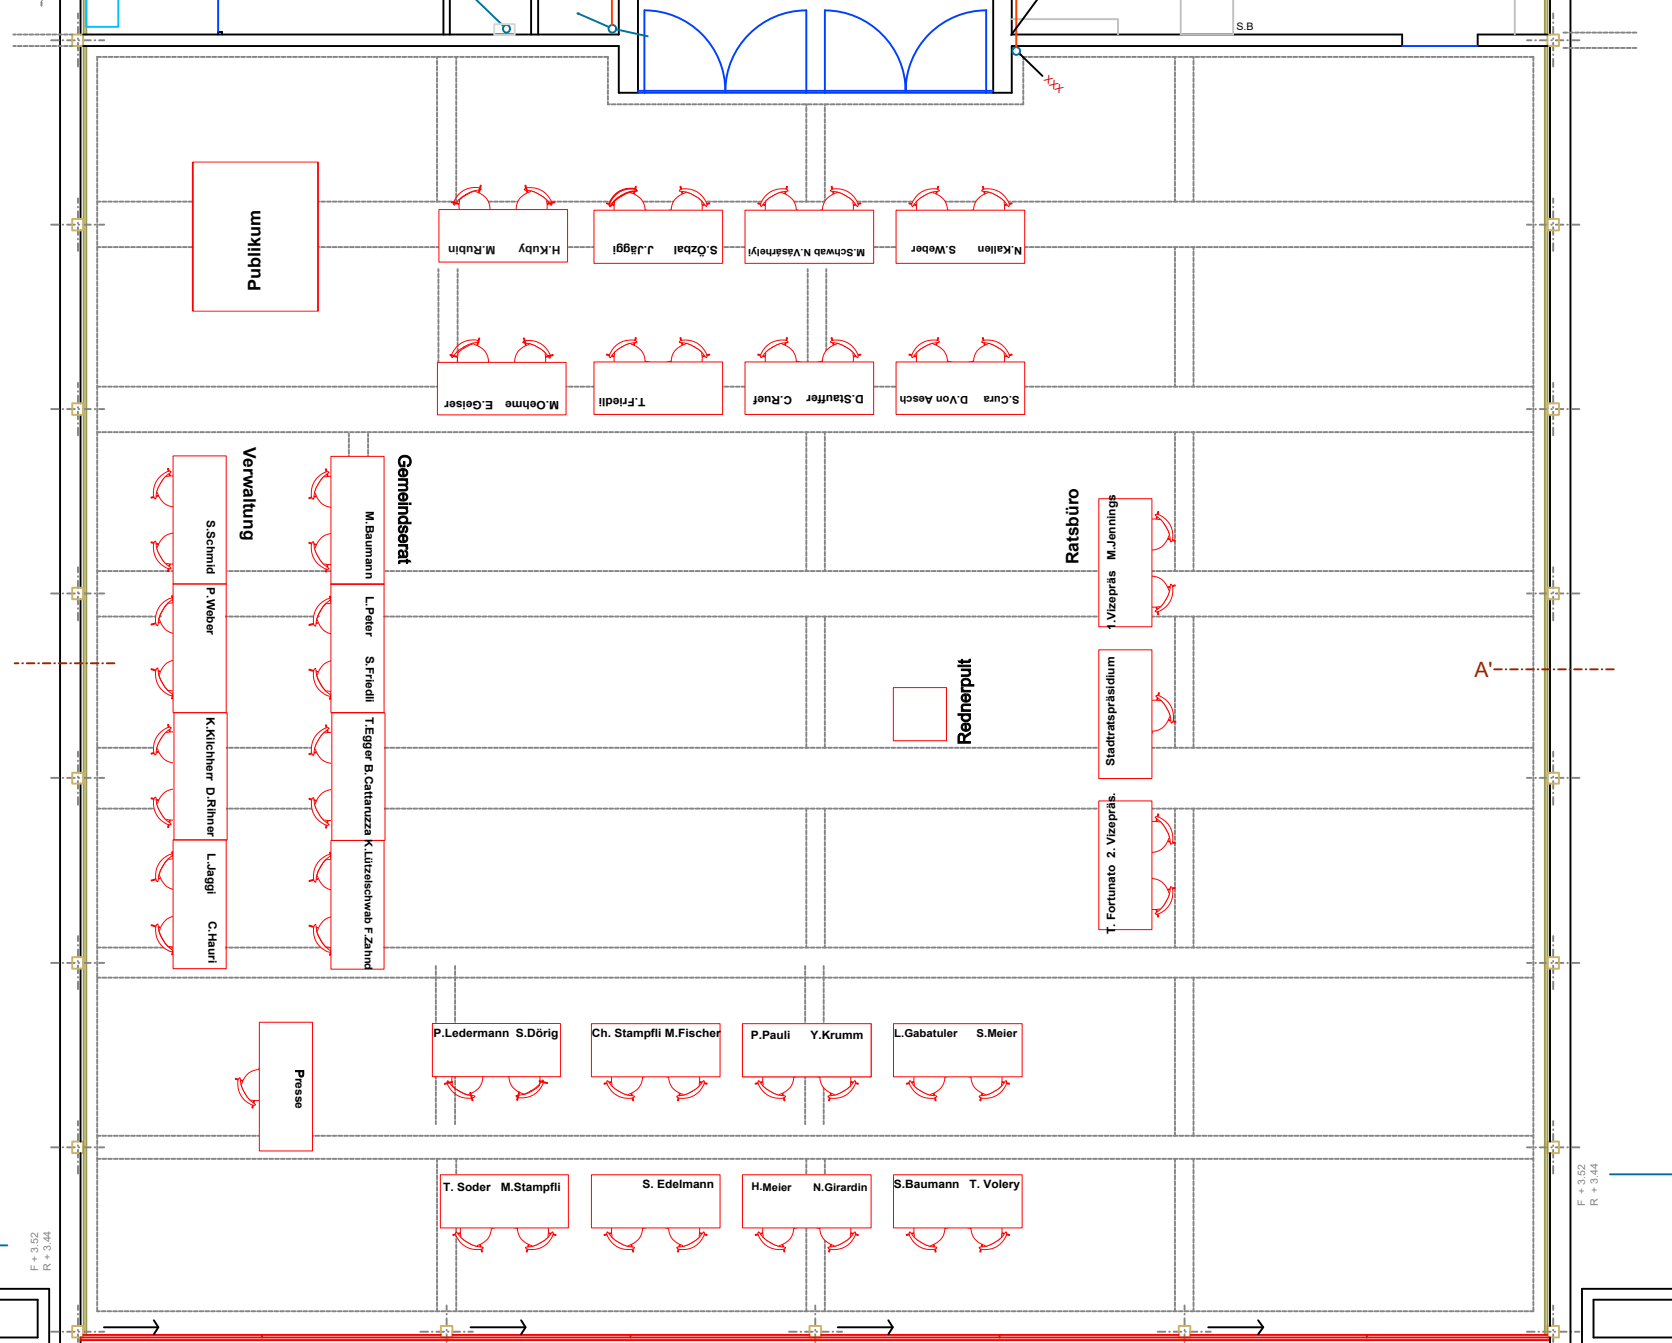 S.B
XXX
Publikum
M.Rubin H.Kuby
J.Jäggi S.Özbal
N.Vásárhelyi M.Schwab
S.Weber N.Kallen
E.Geiser M.Oehme
T.Friedli
C.Ruef D.Stauffer
D.Von Aesch S.Cura
Verwaltung
S.Schmid
P.Weber
K.Kilchherr D.Rihner
L.Jaggi C.Hauri
Gemeindserat
M.Baumann
L.Peter S.Friedli
T.Egger B.Cattaruzza
K.Lützelschwab F.Zahnd
Ratsbüro
1.Vizepräs M.Jennings
Stadtratspräsidium
T. Fortunato 2. Vizepräs.
Rednerpult
A'
Presse
P.Ledermann S.Dörig
Ch. Stampfli M.Fischer
P.Pauli Y.Krumm
L.Gabatuler S.Meier
T. Soder M.Stampfli
S. Edelmann
H.Meier N.Girardin
S.Baumann T. Volery
F + 3.52
R + 3.44
F + 3.52
R + 3.44